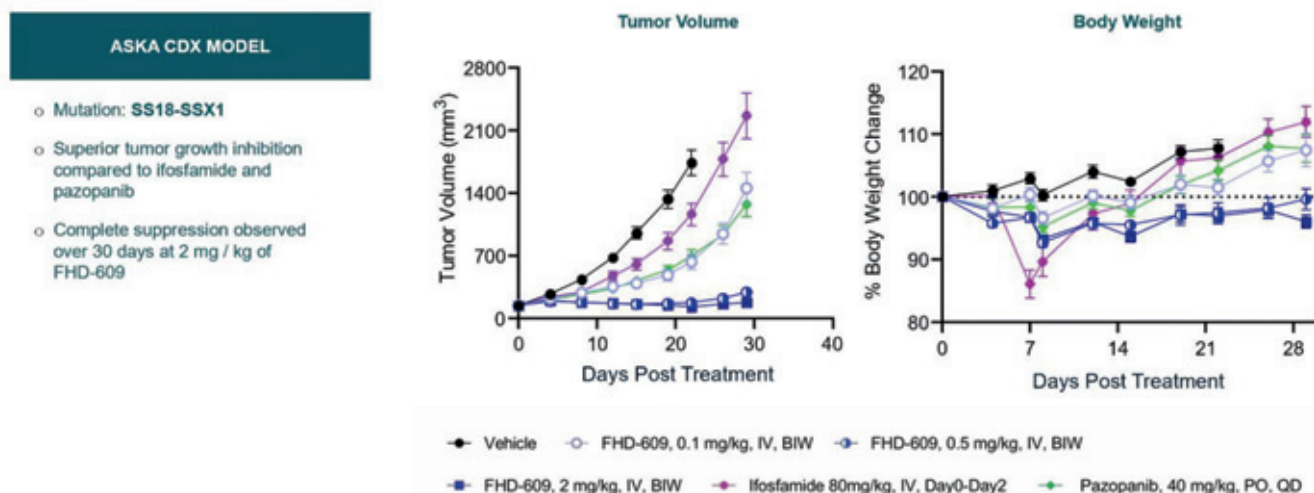 ASKA CDX MODEL
Mutation: SS18-SSX1
Superior tumor growth inhibition
compared to ifosfamide and
pazopanib
Complete suppression observed
over 30 days at 2 mg / kg of
FHD-609
Tumor Volume
Tumor Volume (mm³)
2800
2100
1400
700
0
0 10 20 30 40
Days Post Treatment
Body Weight
% Body Weight Change
120
110
100
90
80
0 7 14 21 28
Days Post Treatment
Vehicle FHD-609, 0.1 mg/kg, IV, BIW FHD-609, 0.5 mg/kg, IV, BIW
FHD-609, 2 mg/kg, IV, BIW Ifosfamide 80mg/kg, IV, Day0-Day2 Pazopanib, 40 mg/kg, PO, QD